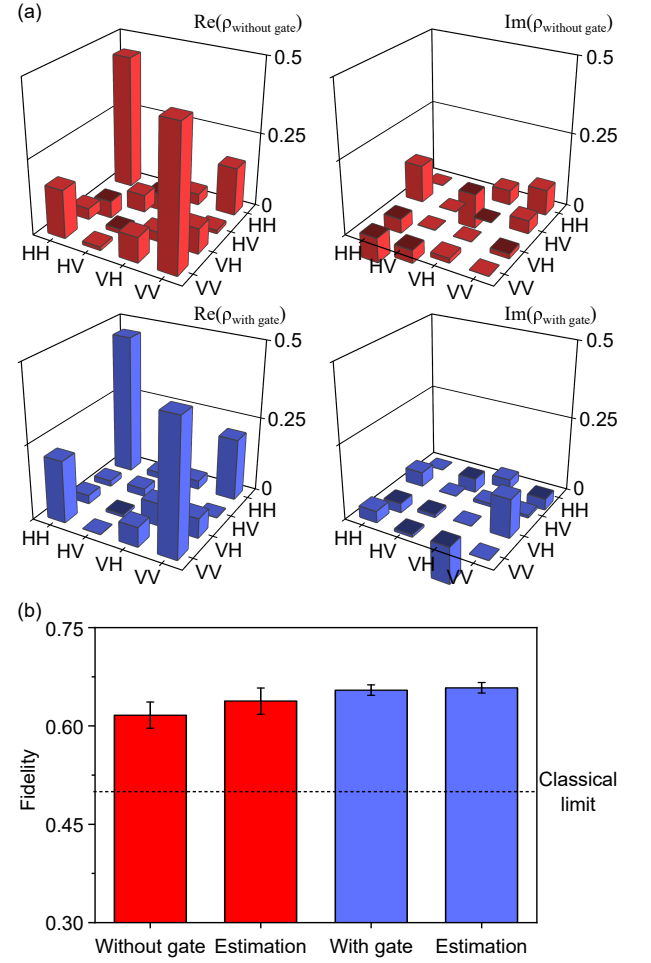 (a)
Re(ρwithout gate)
Im(ρwithout gate)
0.5
0.5
0.25
0.25
0
0
HH
HV
VH
VV
VV
VH
HV
HH
HH
HV
VH
VV
VV
VH
HV
HH
Re(ρwith gate)
Im(ρwith gate)
0.5
0.5
0.25
0.25
0
0
HH
HV
VH
VV
VV
VH
HV
HH
HH
HV
VH
VV
VV
VH
HV
HH
(b)
0.75
0.60
0.45
0.30
Fidelity
Classical
limit
Without gate
Estimation
With gate
Estimation